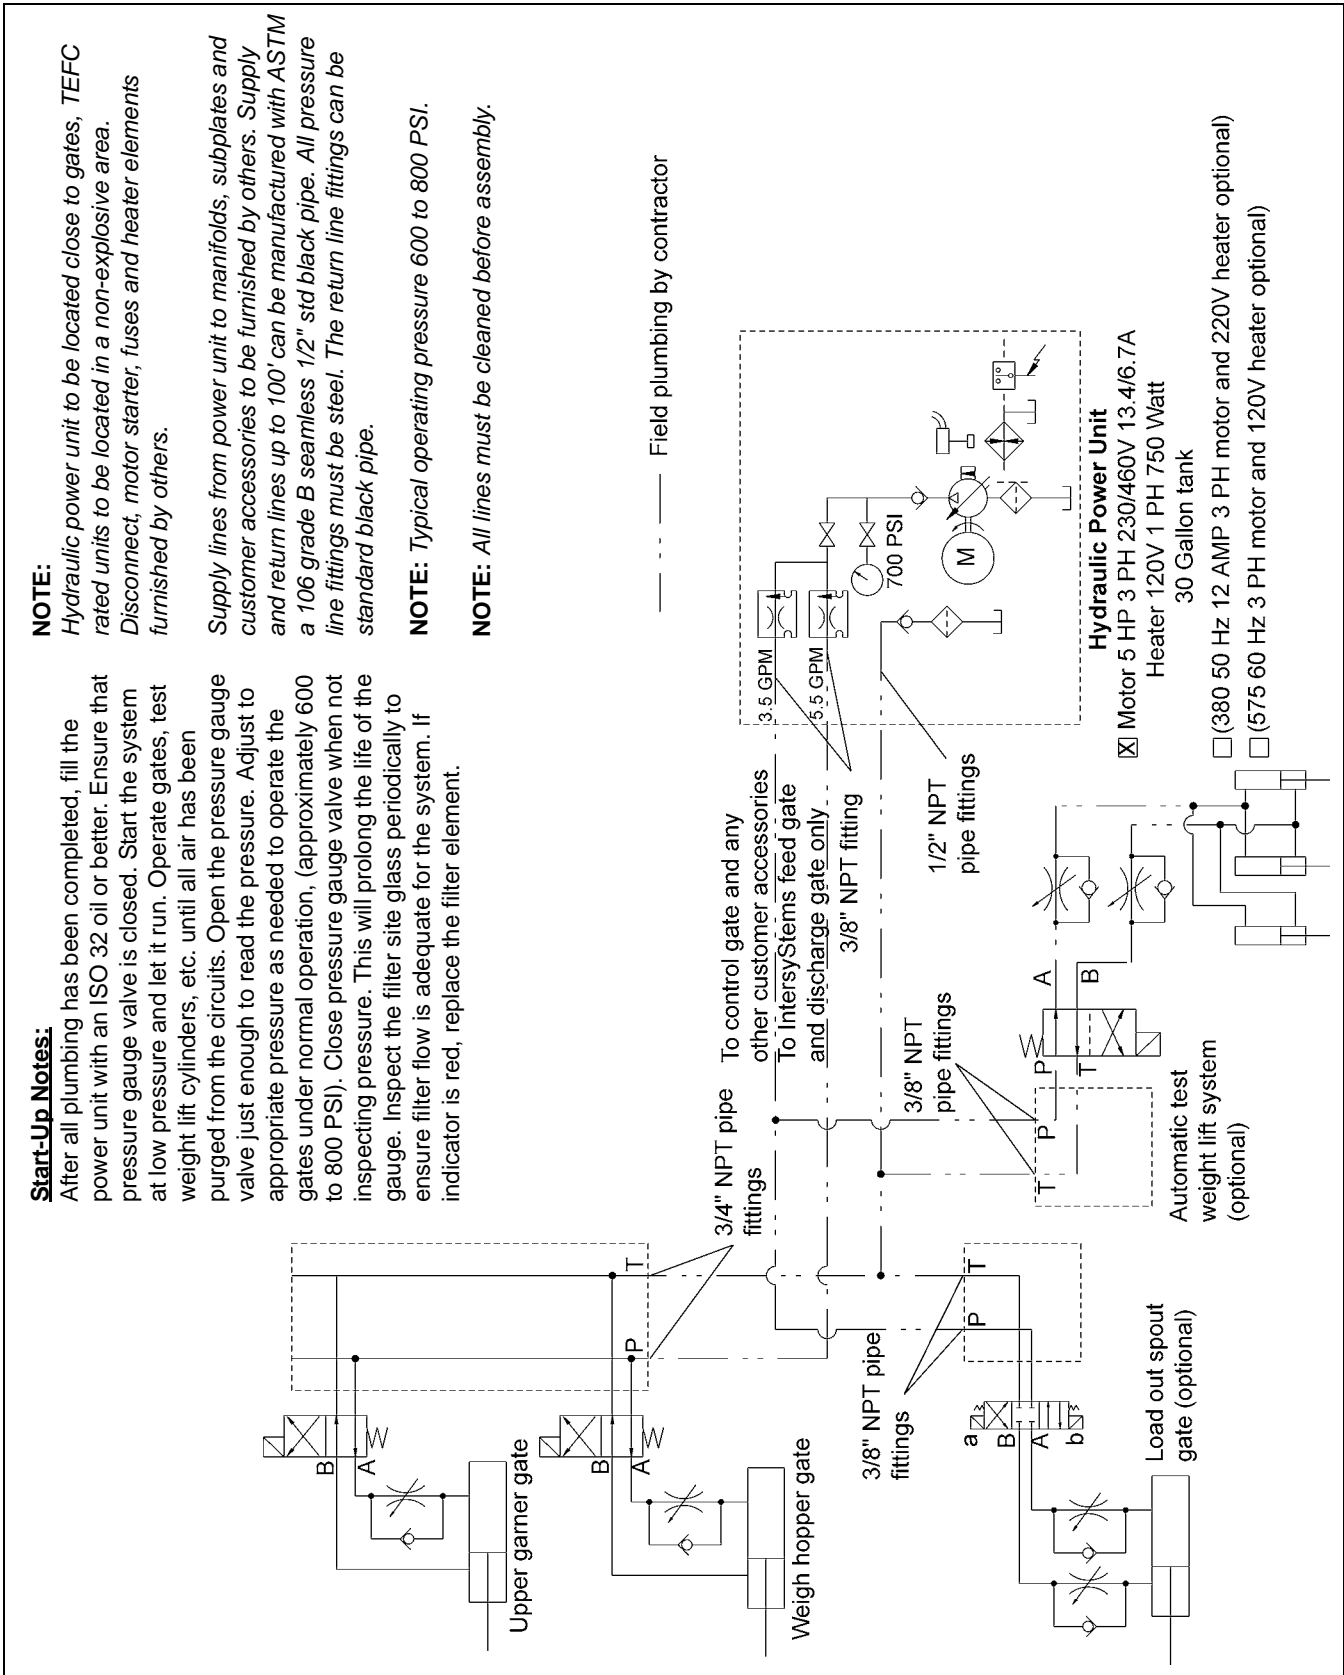 Start-Up Notes:
After all plumbing has been completed, fill the
power unit with an ISO 32 oil or better. Ensure that
pressure gauge valve is closed. Start the system
at low pressure and let it run. Operate gates, test
weight lift cylinders, etc. until all air has been
purged from the circuits. Open the pressure gauge
valve just enough to read the pressure. Adjust to
appropriate pressure as needed to operate the
gates under normal operation, (approximately 600
to 800 PSI). Close pressure gauge valve when not
inspecting pressure. This will prolong the life of the
gauge. Inspect the filter site glass periodically to
ensure filter flow is adequate for the system. If
indicator is red, replace the filter element.
NOTE:
Hydraulic power unit to be located close to gates, TEFC
rated units to be located in a non-explosive area.
Disconnect, motor starter, fuses and heater elements
furnished by others.
Supply lines from power unit to manifolds, subplates and
customer accessories to be furnished by others. Supply
and return lines up to 100' can be manufactured with ASTM
a 106 grade B seamless 1/2" std black pipe. All pressure
line fittings must be steel. The return line fittings can be
standard black pipe.
NOTE: Typical operating pressure 600 to 800 PSI.
NOTE: All lines must be cleaned before assembly.
Field plumbing by contractor
B
A
Upper garner gate
T
P
3/4" NPT pipe
fittings
B
A
Weigh hopper gate
To control gate and any
other customer accessories
To IntersyStems feed gate
and discharge gate only
3/8" NPT fitting
3.5 GPM
5.5 GPM
700 PSI
M
1/2" NPT
pipe fittings
Hydraulic Power Unit
X Motor 5 HP 3 PH 230/460V 13.4/6.7A
Heater 120V 1 PH 750 Watt
30 Gallon tank
(380 50 Hz 12 AMP 3 PH motor and 220V heater optional)
(575 60 Hz 3 PH motor and 120V heater optional)
3/8" NPT pipe
fittings
P
T
a
B
A
b
Load out spout
gate (optional)
3/8" NPT
pipe fittings
T
P
P
T
A
B
Automatic test
weight lift system
(optional)